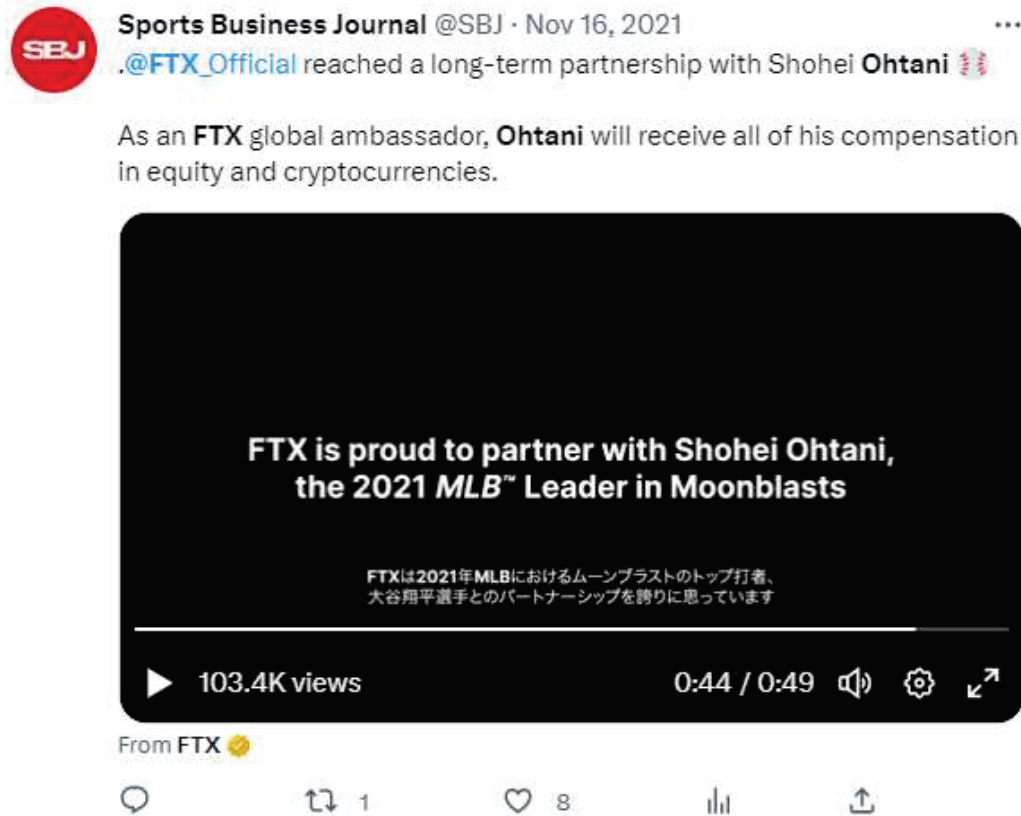 SBJ
Sports Business Journal @SBJ · Nov 16, 2021
.@FTX_Official reached a long-term partnership with Shohei Ohtani
As an FTX global ambassador, Ohtani will receive all of his compensation
in equity and cryptocurrencies.
FTX is proud to partner with Shohei Ohtani,
the 2021 MLB™ Leader in Moonblasts
FTXは2021年MLBにおけるムーンブラストのトップ打者、
大谷翔平選手とのパートナーシップを誇りに思っています
103.4K views
0:44 / 0:49
From FTX
1
8